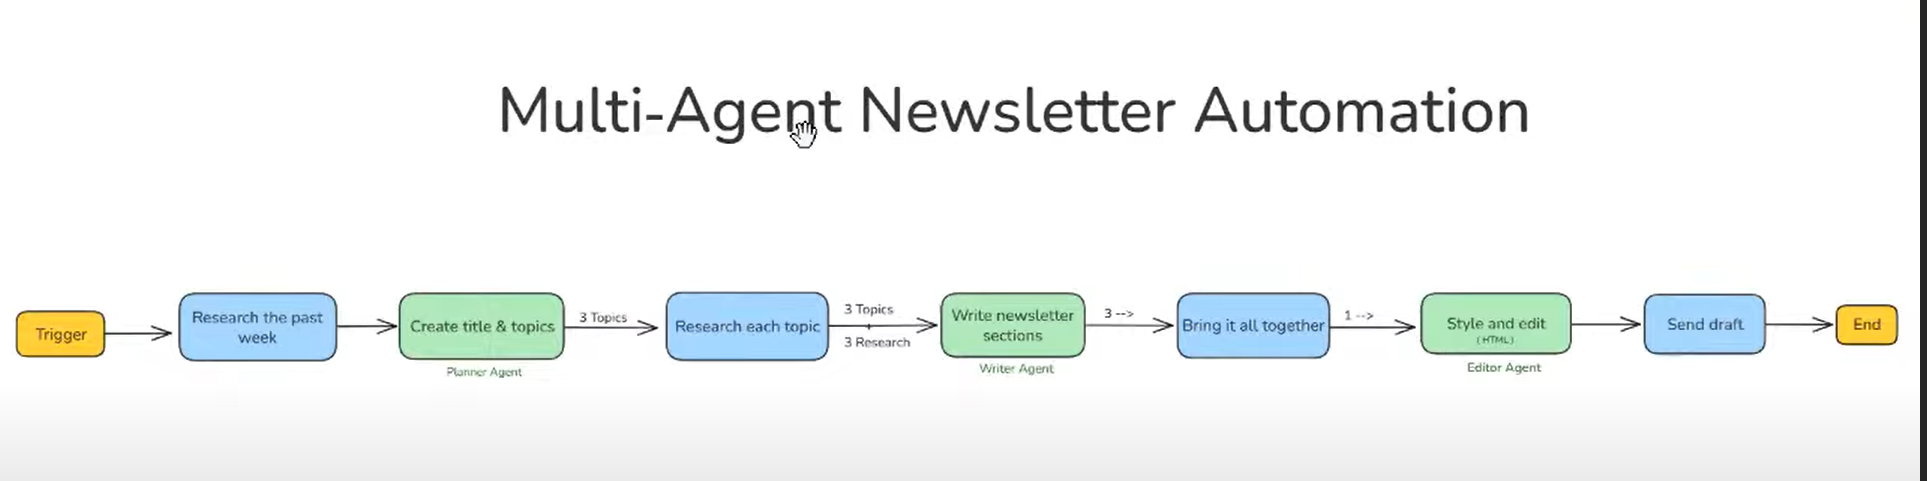 Multi-Agent Newsletter Automation
Trigger
Research the past
week
Create title & topics
Planner Agent
3 Topics
Research each topic
3 Topics
+
3 Research
Write newsletter
sections
Writer Agent
3 -->
Bring it all together
1 -->
Style and edit
(HTML)
Editor Agent
Send draft
End